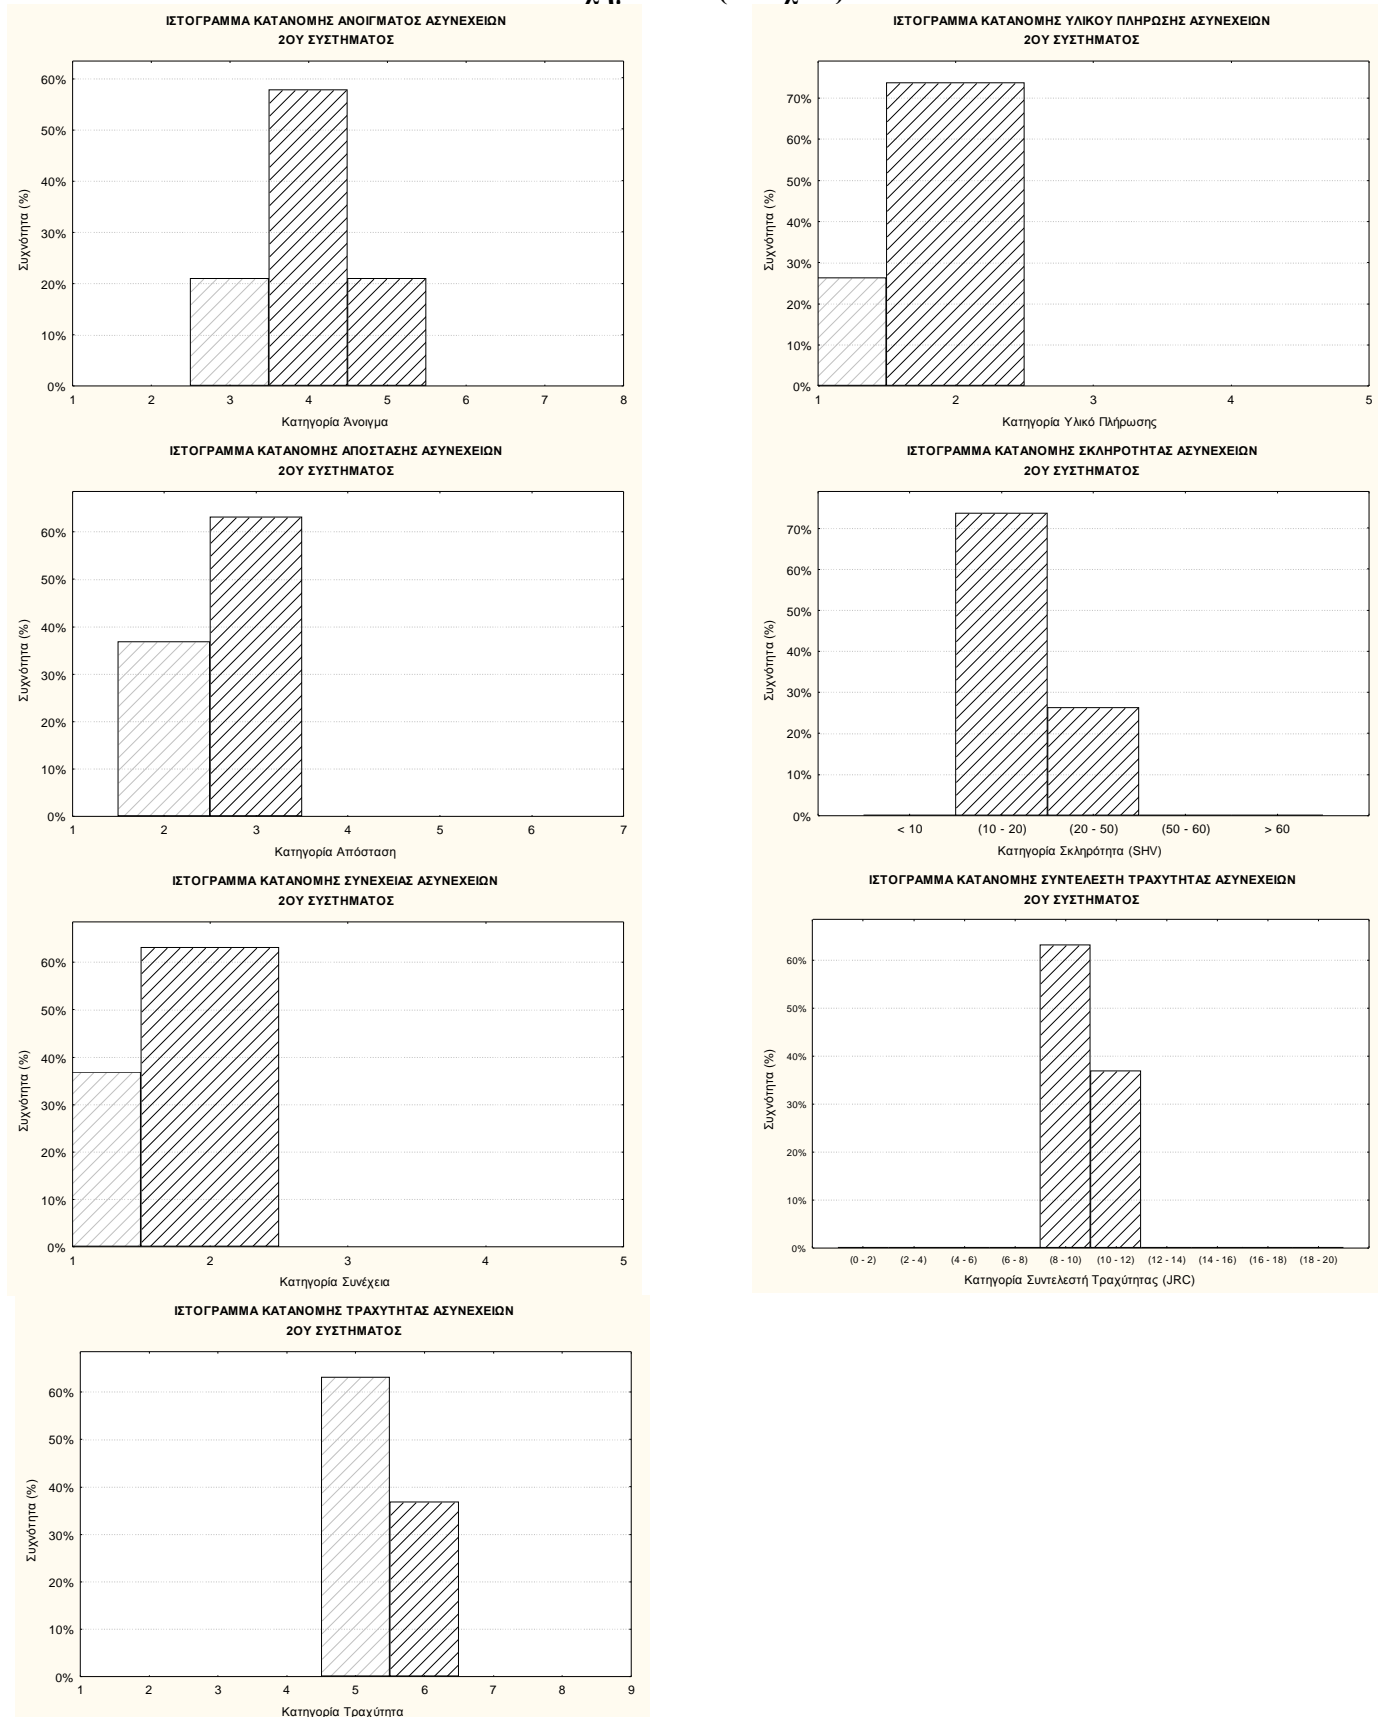 ΙΣΤΟΓΡΑΜΜΑ ΚΑΤΑΝΟΜΗΣ ΑΝΟΙΓΜΑΤΟΣ ΑΣΥΝΕΧΕΙΩΝ
2ΟΥ ΣΥΣΤΗΜΑΤΟΣ
60%
50%
40%
30%
20%
10%
0%
Συχνότητα (%)
1 2 3 4 5 6 7 8
Κατηγορία Άνοιγμα
ΙΣΤΟΓΡΑΜΜΑ ΚΑΤΑΝΟΜΗΣ ΥΛΙΚΟΥ ΠΛΗΡΩΣΗΣ ΑΣΥΝΕΧΕΙΩΝ
2ΟΥ ΣΥΣΤΗΜΑΤΟΣ
70%
60%
50%
40%
30%
20%
10%
0%
Συχνότητα (%)
1 2 3 4 5
Κατηγορία Υλικό Πλήρωσης
ΙΣΤΟΓΡΑΜΜΑ ΚΑΤΑΝΟΜΗΣ ΑΠΟΣΤΑΣΗΣ ΑΣΥΝΕΧΕΙΩΝ
2ΟΥ ΣΥΣΤΗΜΑΤΟΣ
60%
50%
40%
30%
20%
10%
0%
Συχνότητα (%)
1 2 3 4 5 6 7
Κατηγορία Απόσταση
ΙΣΤΟΓΡΑΜΜΑ ΚΑΤΑΝΟΜΗΣ ΣΚΛΗΡΟΤΗΤΑΣ ΑΣΥΝΕΧΕΙΩΝ
2ΟΥ ΣΥΣΤΗΜΑΤΟΣ
70%
60%
50%
40%
30%
20%
10%
0%
Συχνότητα (%)
< 10 (10 - 20) (20 - 50) (50 - 60) > 60
Κατηγορία Σκληρότητα (SHV)
ΙΣΤΟΓΡΑΜΜΑ ΚΑΤΑΝΟΜΗΣ ΣΥΝΕΧΕΙΑΣ ΑΣΥΝΕΧΕΙΩΝ
2ΟΥ ΣΥΣΤΗΜΑΤΟΣ
60%
50%
40%
30%
20%
10%
0%
Συχνότητα (%)
1 2 3 4 5
Κατηγορία Συνέχεια
ΙΣΤΟΓΡΑΜΜΑ ΚΑΤΑΝΟΜΗΣ ΣΥΝΤΕΛΕΣΤΗ ΤΡΑΧΥΤΗΤΑΣ ΑΣΥΝΕΧΕΙΩΝ
2ΟΥ ΣΥΣΤΗΜΑΤΟΣ
60%
50%
40%
30%
20%
10%
0%
Συχνότητα (%)
(0 - 2) (2 - 4) (4 - 6) (6 - 8) (8 - 10) (10 - 12) (12 - 14) (14 - 16) (16 - 18) (18 - 20)
Κατηγορία Συντελεστή Τραχύτητας (JRC)
ΙΣΤΟΓΡΑΜΜΑ ΚΑΤΑΝΟΜΗΣ ΤΡΑΧΥΤΗΤΑΣ ΑΣΥΝΕΧΕΙΩΝ
2ΟΥ ΣΥΣΤΗΜΑΤΟΣ
60%
50%
40%
30%
20%
10%
0%
Συχνότητα (%)
1 2 3 4 5 6 7 8 9
Κατηγορία Τραχύτητα